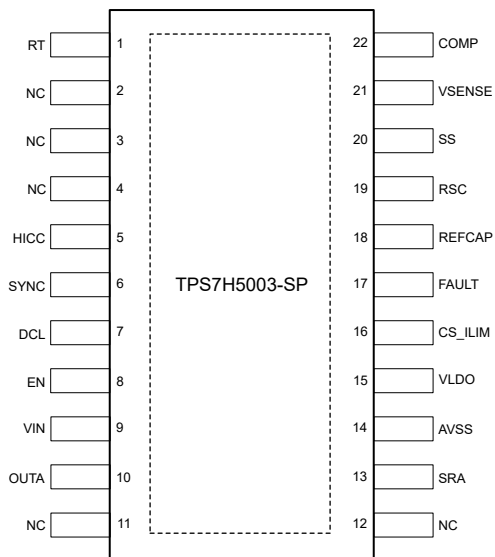 RT 1 22 COMP
NC 2 21 VSENSE
NC 3 20 SS
NC 4 19 RSC
HICC 5 18 REFCAP
SYNC 6 TPS7H5003-SP 17 FAULT
DCL 7 16 CS_ILIM
EN 8 15 VLDO
VIN 9 14 AVSS
OUTA 10 13 SRA
NC 11 12 NC